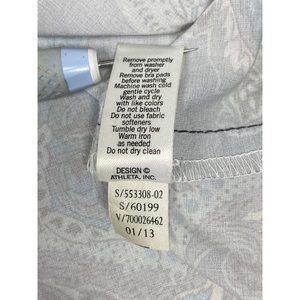 Remove promptly
from washer
and dryer
Remove bra pads
before washing
Machine wash cold
gentle cycle
Wash and dry
with like colors
Do not bleach
Do not use fabric
softeners
Tumble dry low
Warm iron
as needed
Do not dry clean
DESIGN ©
ATHLETA, INC.
S/553308-02
S/60199
V/700026462
01/13